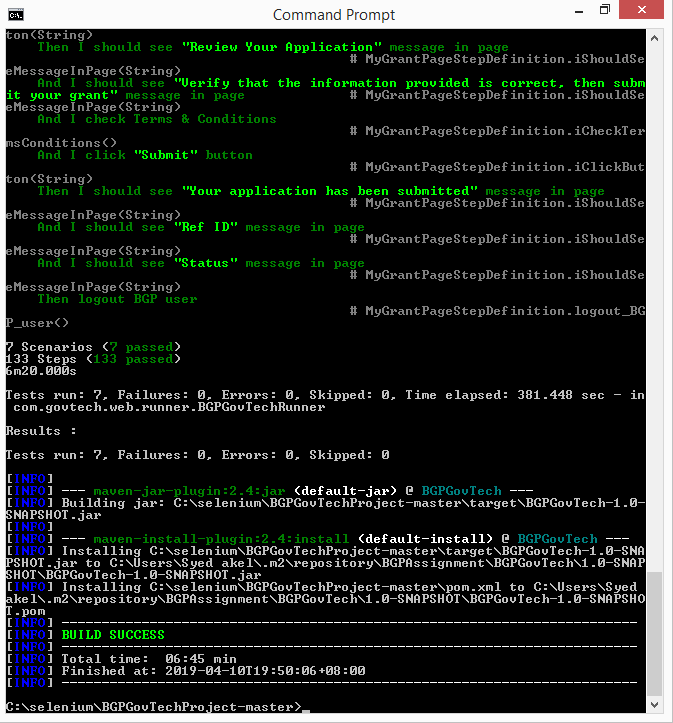 Command Prompt
ton(String)
Then I should see "Review Your Application" message in page
# MyGrantPageStepDefinition.iShouldSe
eMessageInPage(String)
And I should see "Verify that the information provided is correct, then subm
it your grant" message in page # MyGrantPageStepDefinition.iShouldSe
eMessageInPage(String)
And I check Terms & Conditions
# MyGrantPageStepDefinition.iCheckTer
msConditions()
And I click "Submit" button
# MyGrantPageStepDefinition.iClickBut
ton(String)
Then I should see "Your application has been submitted" message in page
# MyGrantPageStepDefinition.iShouldSe
eMessageInPage(String)
And I should see "Ref ID" message in page
# MyGrantPageStepDefinition.iShouldSe
eMessageInPage(String)
And I should see "Status" message in page
# MyGrantPageStepDefinition.iShouldSe
eMessageInPage(String)
Then logout BGP user
# MyGrantPageStepDefinition.logout_BG
P_user()
7 Scenarios (7 passed)
133 Steps (133 passed)
6m20.000s
Tests run: 7, Failures: 0, Errors: 0, Skipped: 0, Time elapsed: 381.448 sec - in
com.govtech.web.runner.BGPGovTechRunner
Results :
Tests run: 7, Failures: 0, Errors: 0, Skipped: 0
[INFO]
[INFO] --- maven-jar-plugin:2.4:jar (default-jar) @ BGPGovTech ---
[INFO] Building jar: C:\selenium\BGPGovTechProject-master\target\BGPGovTech-1.0-
SNAPSHOT.jar
[INFO]
[INFO] --- maven-install-plugin:2.4:install (default-install) @ BGPGovTech ---
[INFO] Installing C:\selenium\BGPGovTechProject-master\target\BGPGovTech-1.0-SNA
PSHOT.jar to C:\Users\Syed akel\.m2\repository\BGPAssignment\BGPGovTech\1.0-SNAP
SHOT\BGPGovTech-1.0-SNAPSHOT.jar
[INFO] Installing C:\selenium\BGPGovTechProject-master\pom.xml to C:\Users\Syed
akel\.m2\repository\BGPAssignment\BGPGovTech\1.0-SNAPSHOT\BGPGovTech-1.0-SNAPSHO
T.pom
[INFO] ------------------------------------------------------------------------
[INFO] BUILD SUCCESS
[INFO] ------------------------------------------------------------------------
[INFO] Total time:  06:45 min
[INFO] Finished at: 2019-04-10T19:50:06+08:00
[INFO] ------------------------------------------------------------------------
C:\selenium\BGPGovTechProject-master>_